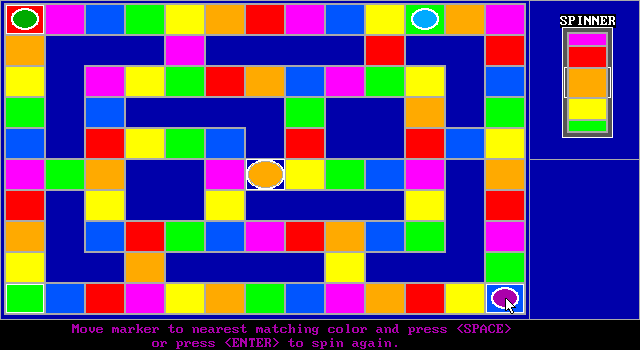 SPINNER
Move marker to nearest matching color and press <SPACE>
or press <ENTER> to spin again.